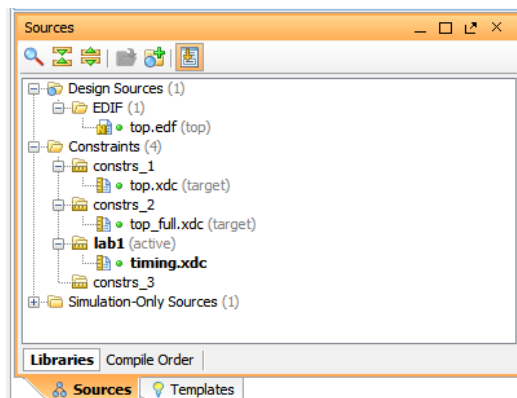 Sources
Design Sources (1)
EDIF (1)
top.edf (top)
Constraints (4)
constrs_1
top.xdc (target)
constrs_2
top_full.xdc (target)
lab1 (active)
timing.xdc
constrs_3
Simulation-Only Sources (1)
Libraries Compile Order
Sources Templates